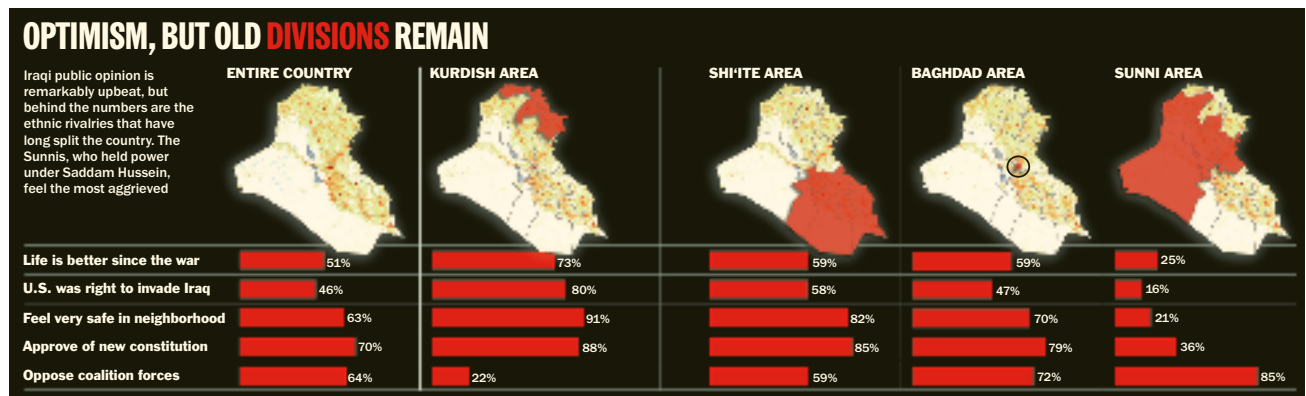 OPTIMISM, BUT OLD DIVISIONS REMAIN
Iraqi public opinion is
remarkably upbeat, but
behind the numbers are the
ethnic rivalries that have
long split the country. The
Sunnis, who held power
under Saddam Hussein,
feel the most aggrieved
ENTIRE COUNTRY KURDISH AREA SHI‘ITE AREA BAGHDAD AREA SUNNI AREA
Life is better since the war 51% 73% 59% 59% 25%
U.S. was right to invade Iraq 46% 80% 58% 47% 16%
Feel very safe in neighborhood 63% 91% 82% 70% 21%
Approve of new constitution 70% 88% 85% 79% 36%
Oppose coalition forces 64% 22% 59% 72% 85%